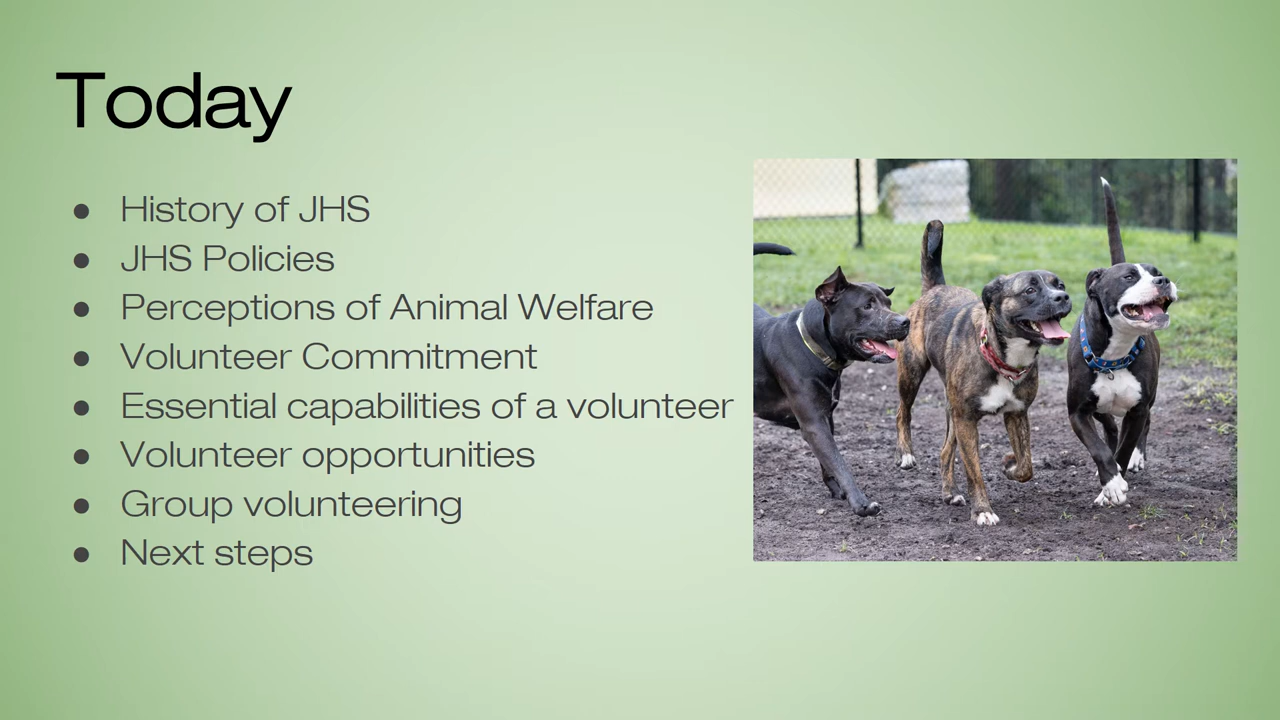 Today
● History of JHS
● JHS Policies
● Perceptions of Animal Welfare
● Volunteer Commitment
● Essential capabilities of a volunteer
● Volunteer opportunities
● Group volunteering
● Next steps